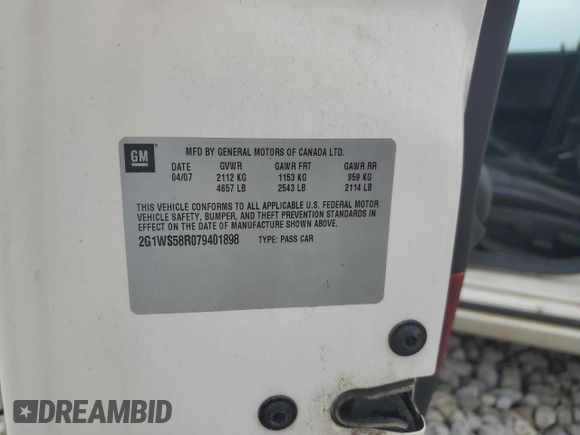 GM
MFD BY GENERAL MOTORS OF CANADA LTD.
DATE GVWR GAWR FRT GAWR RR
04/07 2112 KG 1153 KG 959 KG
4657 LB 2543 LB 2114 LB
THIS VEHICLE CONFORMS TO ALL APPLICABLE U.S. FEDERAL MOTOR
VEHICLE SAFETY, BUMPER, AND THEFT PREVENTION STANDARDS IN
EFFECT ON THE DATE OF MANUFACTURE SHOWN ABOVE.
2G1WS58R079401898 TYPE: PASS CAR
DREAMBID